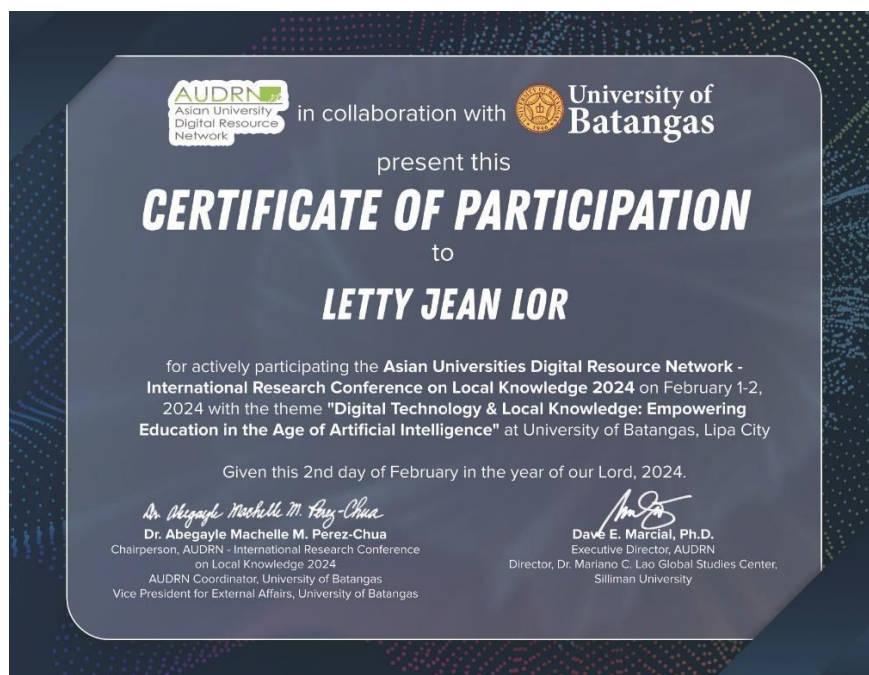 AUDRN
Asian University
Digital Resource
Network
in collaboration with
University of
Batangas
present this
CERTIFICATE OF PARTICIPATION
to
LETTY JEAN LOR
for actively participating the Asian Universities Digital Resource Network -
International Research Conference on Local Knowledge 2024 on February 1-2,
2024 with the theme "Digital Technology & Local Knowledge: Empowering
Education in the Age of Artificial Intelligence" at University of Batangas, Lipa City
Given this 2nd day of February in the year of our Lord, 2024.
Dr. Abegayle Machelle M. Perez-Chua
Dr. Abegayle Machelle M. Perez-Chua
Chairperson, AUDRN - International Research Conference
on Local Knowledge 2024
AUDRN Coordinator, University of Batangas
Vice President for External Affairs, University of Batangas
Dave E. Marcial, Ph.D.
Executive Director, AUDRN
Director, Dr. Mariano C. Lao Global Studies Center,
Silliman University